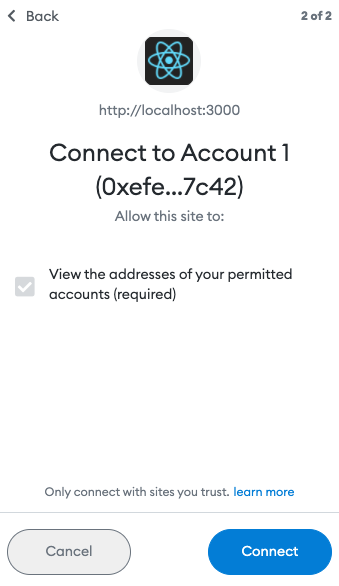 Back
2 of 2
http://localhost:3000
Connect to Account 1
(0xefe...7c42)
Allow this site to:
View the addresses of your permitted
accounts (required)
Only connect with sites you trust. learn more
Cancel
Connect